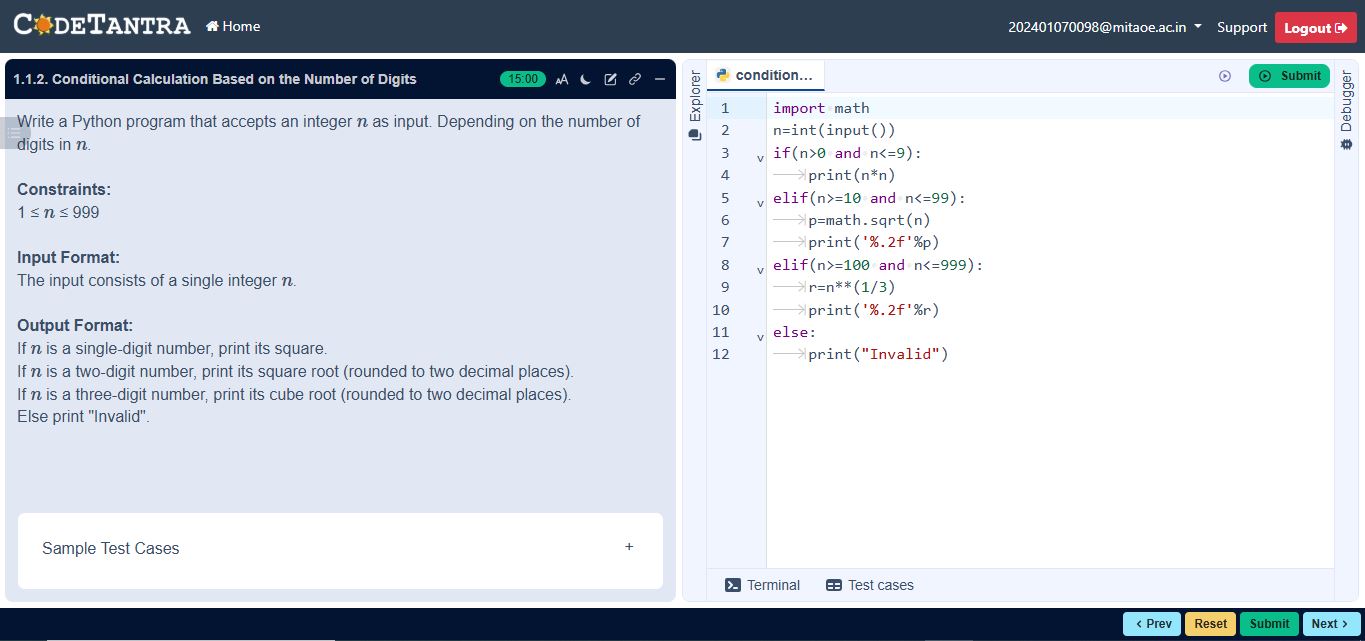 CODETANTRA Home 202401070098@mitaoe.ac.in Support Logout
1.1.2. Conditional Calculation Based on the Number of Digits 15:00 AA
Write a Python program that accepts an integer n as input. Depending on the number of
digits in n.
Constraints:
1 ≤ n ≤ 999
Input Format:
The input consists of a single integer n.
Output Format:
If n is a single-digit number, print its square.
If n is a two-digit number, print its square root (rounded to two decimal places).
If n is a three-digit number, print its cube root (rounded to two decimal places).
Else print "Invalid".
Sample Test Cases +
Explorer
condition... Submit
1 import math
2 n=int(input())
3 if(n>0 and n<=9):
4 print(n*n)
5 elif(n>=10 and n<=99):
6 p=math.sqrt(n)
7 print('%.2f'%p)
8 elif(n>=100 and n<=999):
9 r=n**(1/3)
10 print('%.2f'%r)
11 else:
12 print("Invalid")
Debugger
Terminal Test cases
< Prev Reset Submit Next >